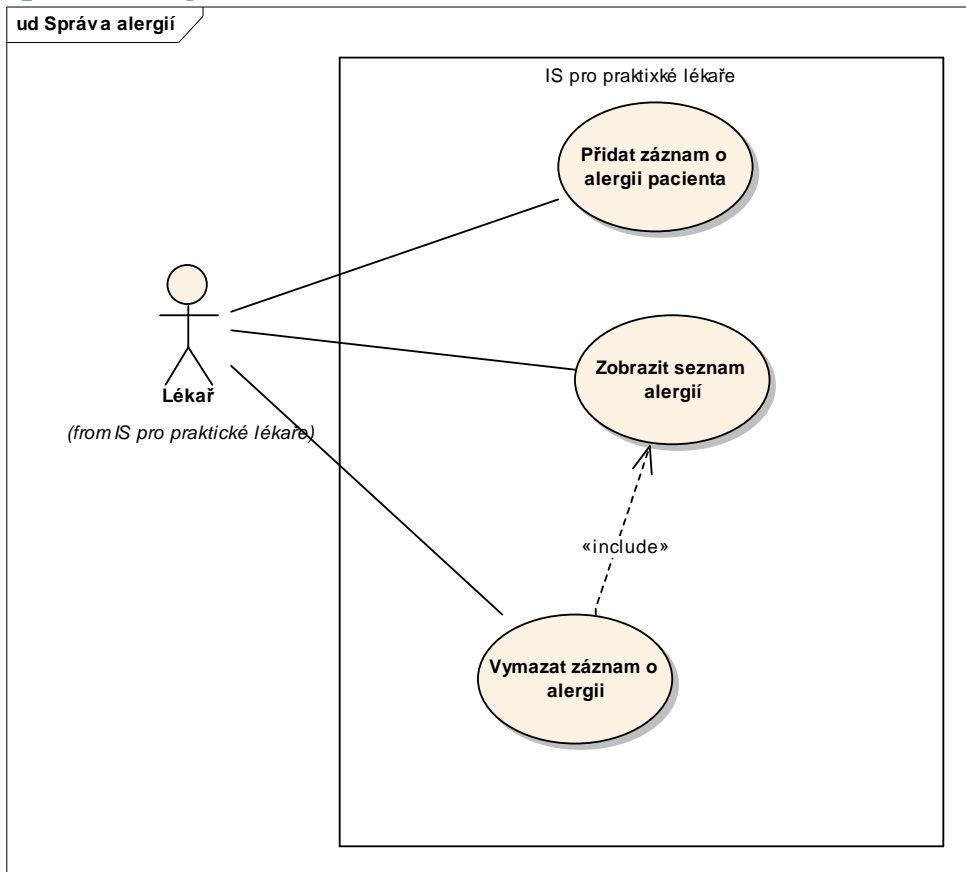 ud Správa alergií
IS pro praktixké lékaře
Přidat záznam o
alergii pacienta
Zobrazit seznam
alergií
Lékař
(from IS pro praktické lékaře)
«include»
Vymazat záznam o
alergii